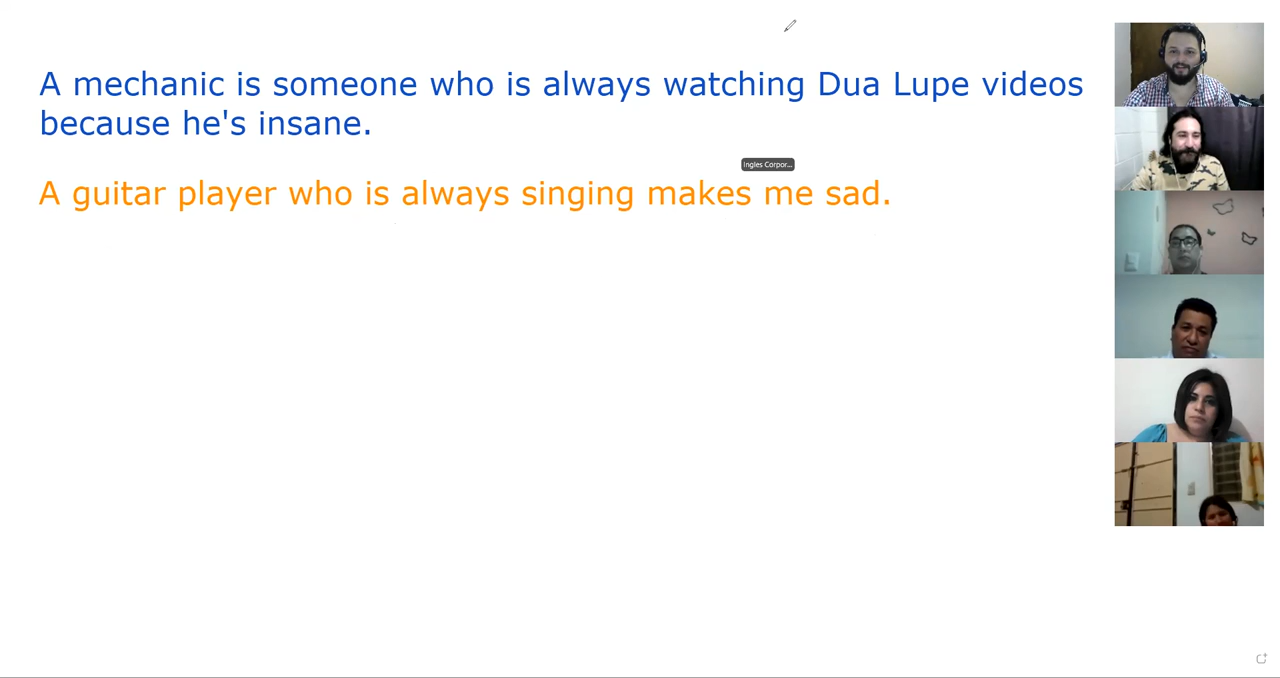 A mechanic is someone who is always watching Dua Lupe videos
because he's insane.
Ingles Corpor...
A guitar player who is always singing makes me sad.